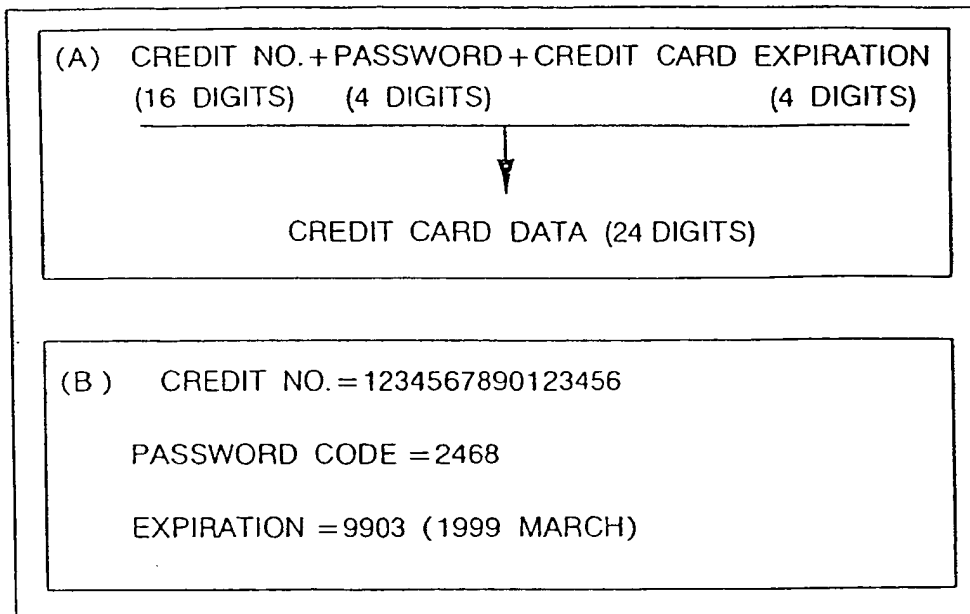 (A) CREDIT NO.+PASSWORD+CREDIT CARD EXPIRATION
(16 DIGITS) (4 DIGITS) (4 DIGITS)
CREDIT CARD DATA (24 DIGITS)
(B) CREDIT NO.=1234567890123456
PASSWORD CODE =2468
EXPIRATION =9903 (1999 MARCH)